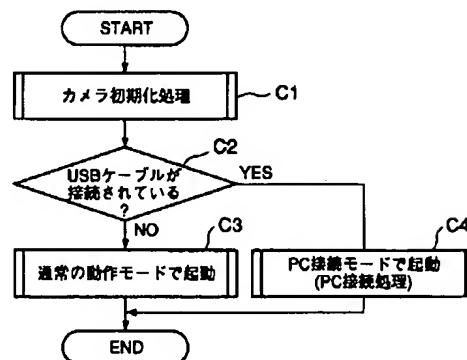 START
カメラ初期化処理
C1
C2
USBケーブルが
接続されている
?
YES
NO
C3
通常の動作モードで起動
C4
PC接続モードで起動
(PC接続処理)
END